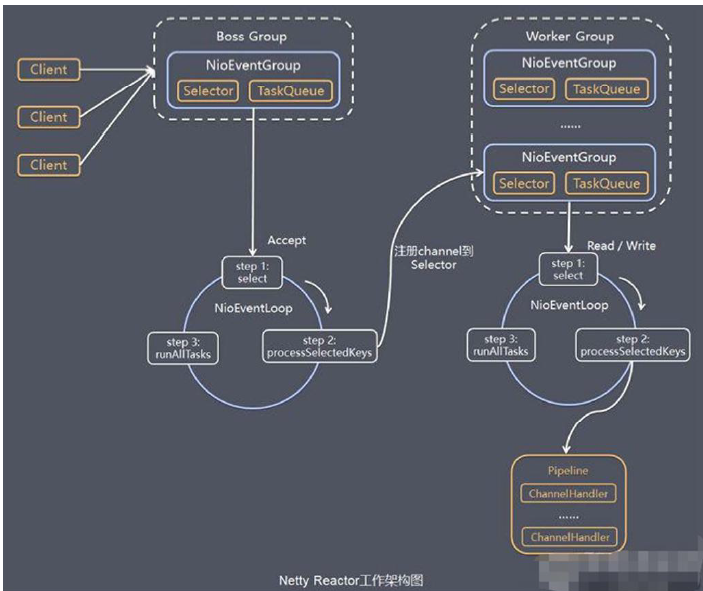 Boss Group
NioEventGroup
Selector
TaskQueue
Client
Client
Client
Worker Group
NioEventGroup
Selector
TaskQueue
......
NioEventGroup
Selector
TaskQueue
Accept
step 1:
select
NioEventLoop
step 2:
processSelectedKeys
step 3:
runAllTasks
注册channel到
Selector
Read / Write
step 1:
select
NioEventLoop
step 2:
processSelectedKeys
step 3:
runAllTasks
Pipeline
ChannelHandler
......
ChannelHandler
Netty Reactor工作架构图